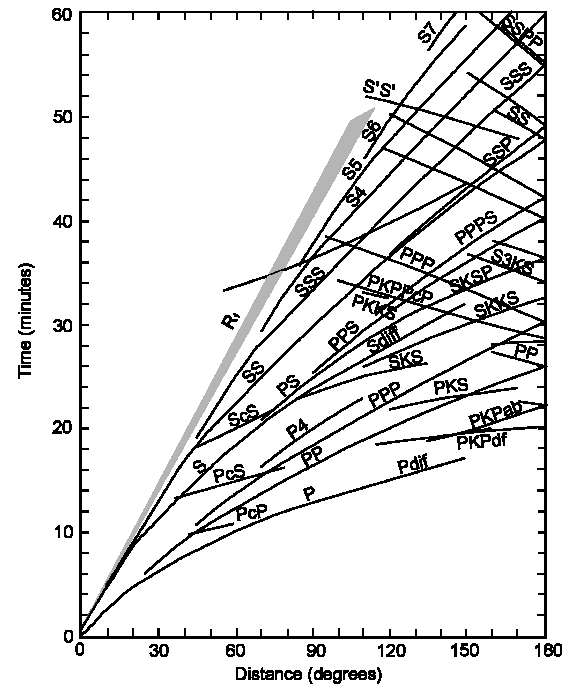 60
S7
S
SSPP
S'S'
SSS
50
S6
SS
S5
SSP
S4
40
PPPS
PPP
S3KS
SSS
SKSP
PKPPcP
Time (minutes)
30
R₁
PKKS
SKKS
PPS
Sdiff
PP
SS
PS
SKS
PPP
PKS
ScS
20
P4
PKPab
PP
PKPdf
S
PcS
Pdif
P
PcP
10
0
0 30 60 90 120 150 180
Distance (degrees)